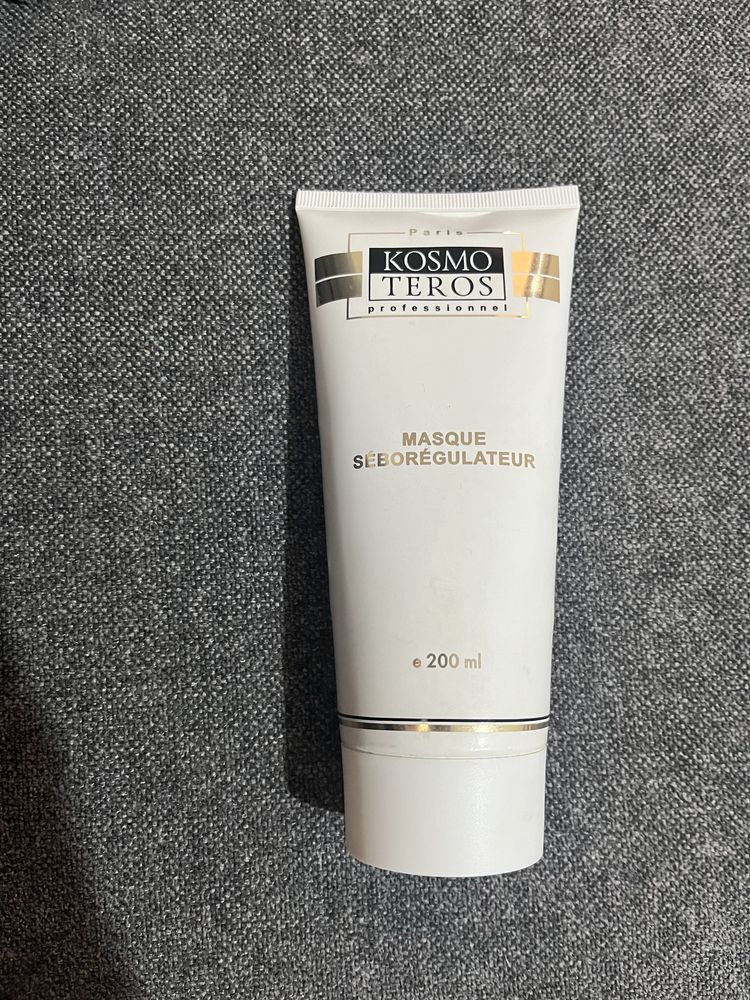 Paris
KOSMO
TEROS
professionnel
MASQUE
SÉBORÉGULATEUR
e 200 ml